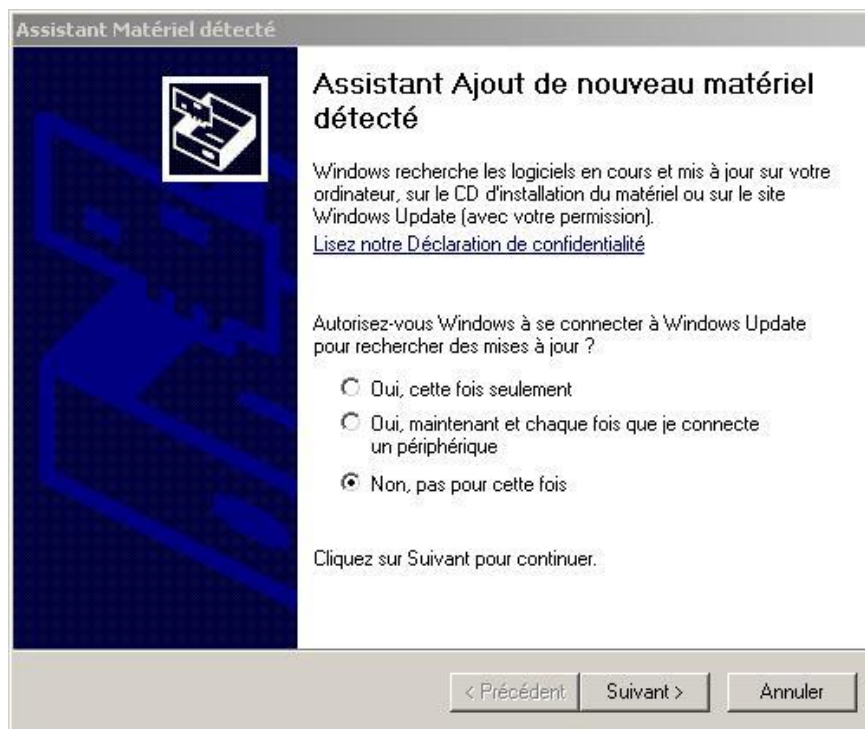 Assistant Matériel détecté
Assistant Ajout de nouveau matériel
détecté
Windows recherche les logiciels en cours et mis à jour sur votre
ordinateur, sur le CD d'installation du matériel ou sur le site
Windows Update (avec votre permission).
Lisez notre Déclaration de confidentialité
Autorisez-vous Windows à se connecter à Windows Update
pour rechercher des mises à jour ?
Oui, cette fois seulement
Oui, maintenant et chaque fois que je connecte
un périphérique
Non, pas pour cette fois
Cliquez sur Suivant pour continuer.
< Précédent Suivant > Annuler